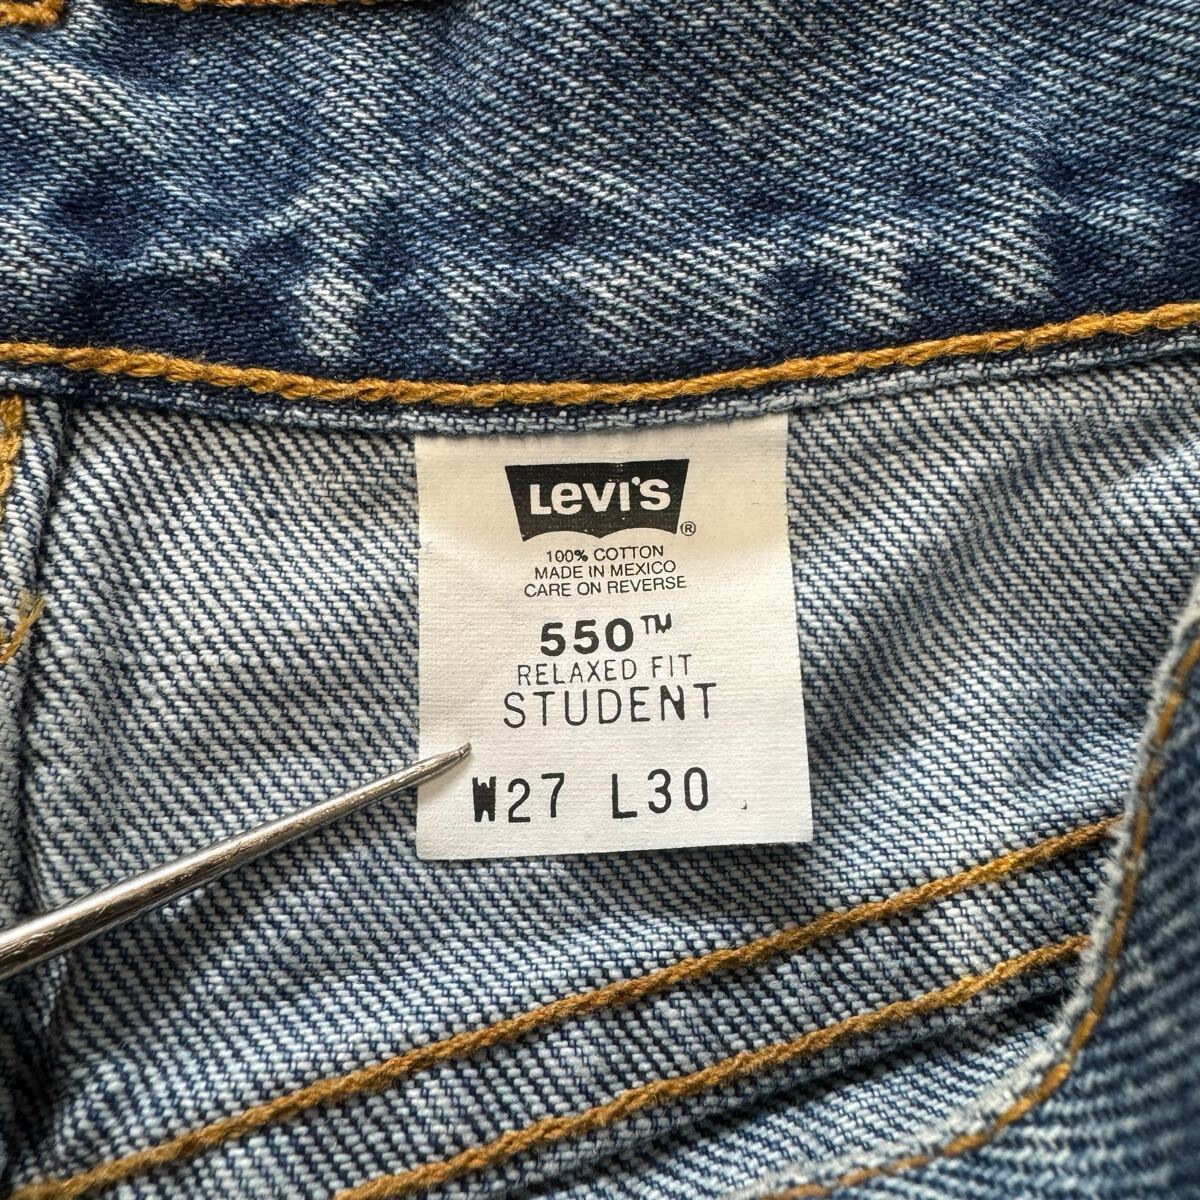 LEVI'S ®
100% COTTON
MADE IN MEXICO
CARE ON REVERSE
550™
RELAXED FIT
STUDENT
W27 L30